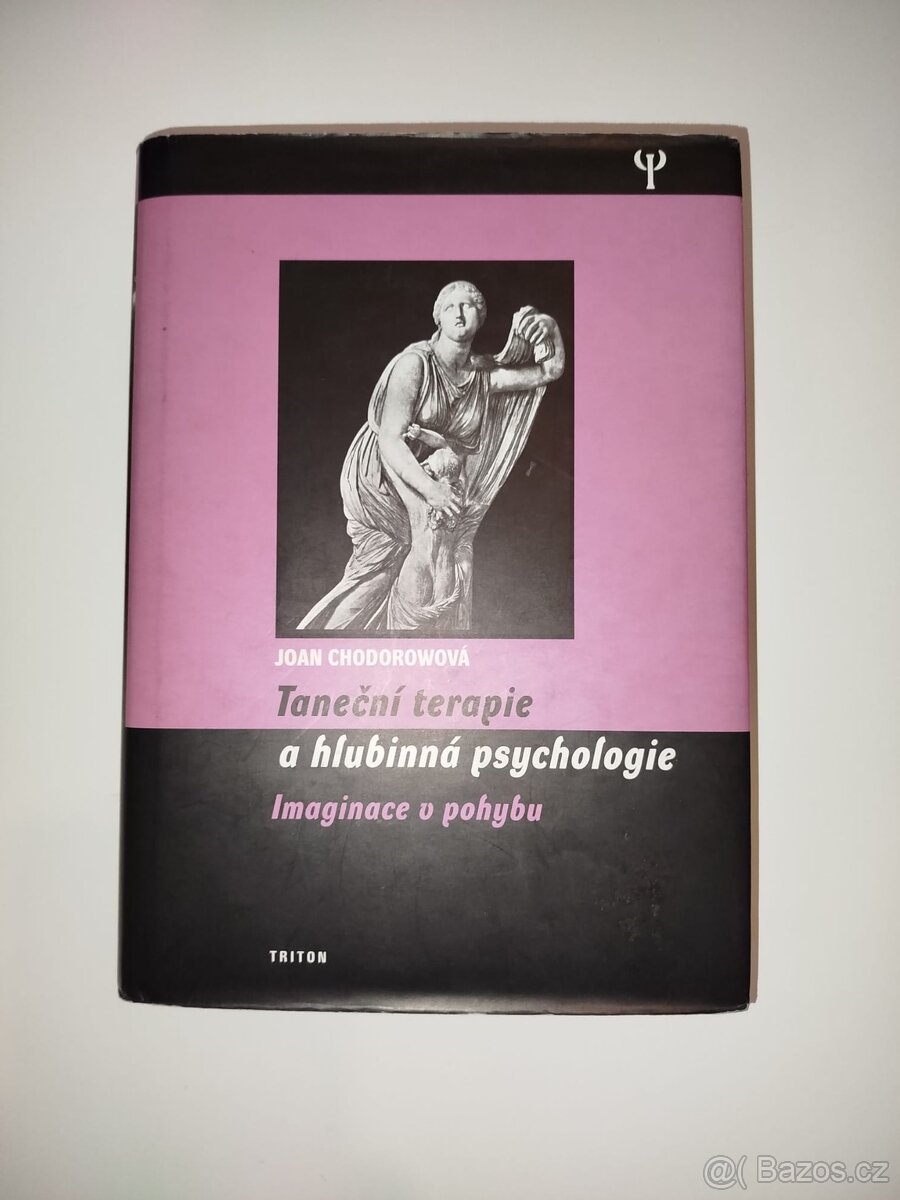 Ψ
JOAN CHODOROWOVÁ
Taneční terapie
a hlubinná psychologie
Imaginace v pohybu
TRITON
@( Bazos.cz